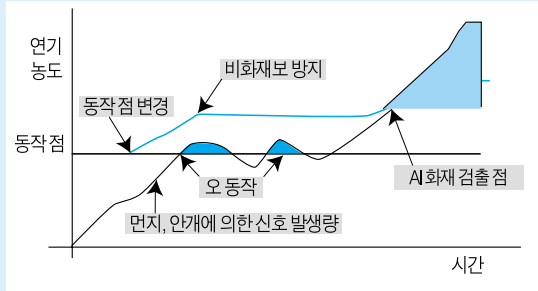 연기
농도
비화재보 방지
동작 점 변경
동작 점
오 동작
AI 화재 검출 점
먼지, 안개에 의한 신호 발생량
시간